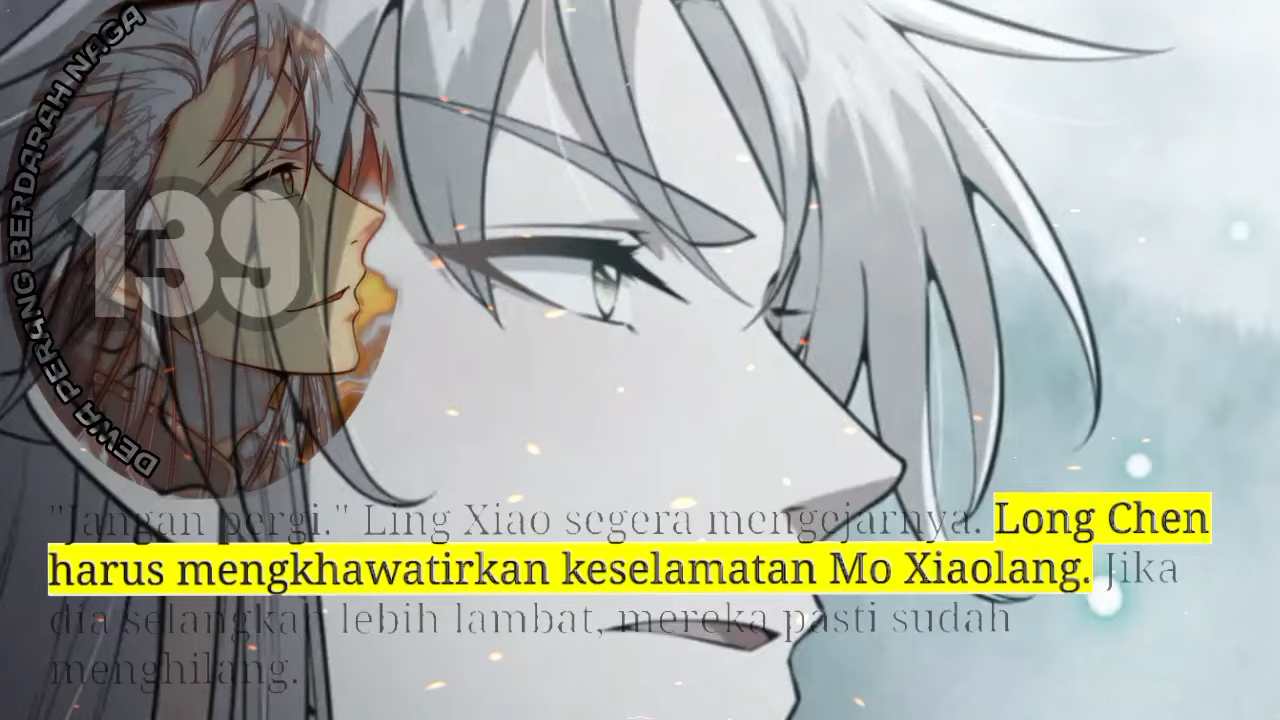 DEWA PERANG BERDARAH NAGA
139
"Jangan pergi." Ling Xiao segera mengejarnya. Long Chen
harus mengkhawatirkan keselamatan Mo Xiaolang. Jika
dia selangkah lebih lambat, mereka pasti sudah
menghilang.